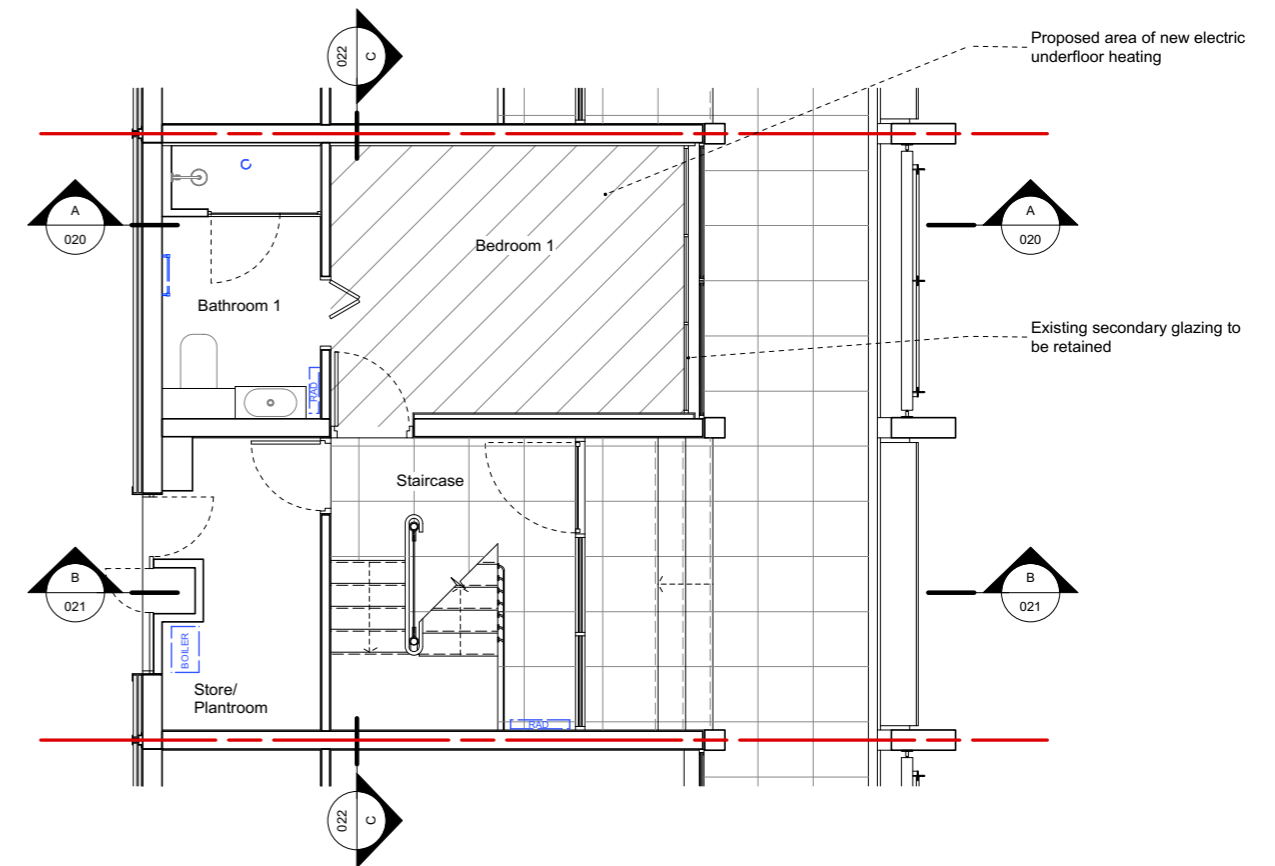 022
C
Proposed area of new electric
underfloor heating
A
020
A
020
Bedroom 1
Bathroom 1
Existing secondary glazing to
be retained
RAD
Staircase
B
021
B
021
BOILER
Store/
Plantroom
RAD
022
C